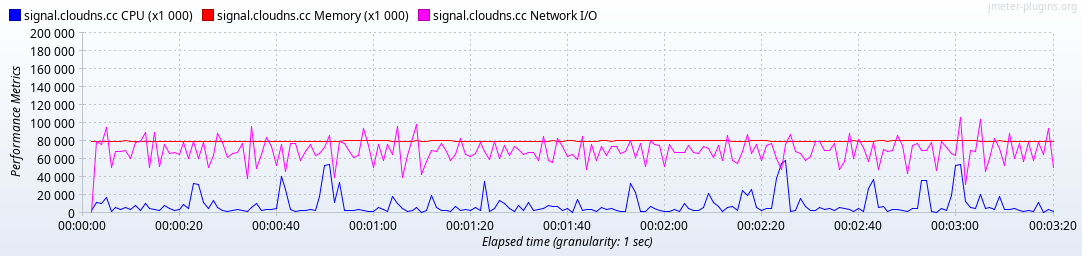 jmeter-plugins.org
signal.cloudns.cc CPU (x1 000) signal.cloudns.cc Memory (x1 000) signal.cloudns.cc Network I/O
200 000
180 000
160 000
140 000
120 000
100 000
80 000
60 000
40 000
20 000
0
Performance Metrics
00:00:00 00:00:20 00:00:40 00:01:00 00:01:20 00:01:40 00:02:00 00:02:20 00:02:40 00:03:00 00:03:20
Elapsed time (granularity: 1 sec)